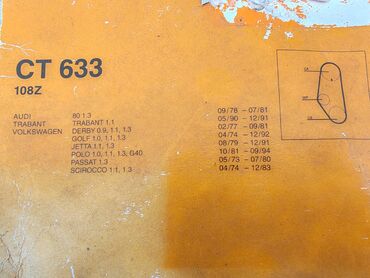 CT 633
108Z
AUDI 80 1.3 09/78 – 07/81
TRABANT TRABANT 1.1 05/90 – 12/91
VOLKSWAGEN DERBY 0.9, 1.1, 1.3 02/77 – 09/81
GOLF 1.0, 1.1, 1.3 04/74 – 12/92
JETTA 1.1, 1.3 08/79 – 12/91
POLO 1.0, 1.1, 1.3, G40 10/81 – 09/94
PASSAT 1.3 05/73 – 07/80
SCIROCCO 1.1, 1.3 04/74 – 12/83